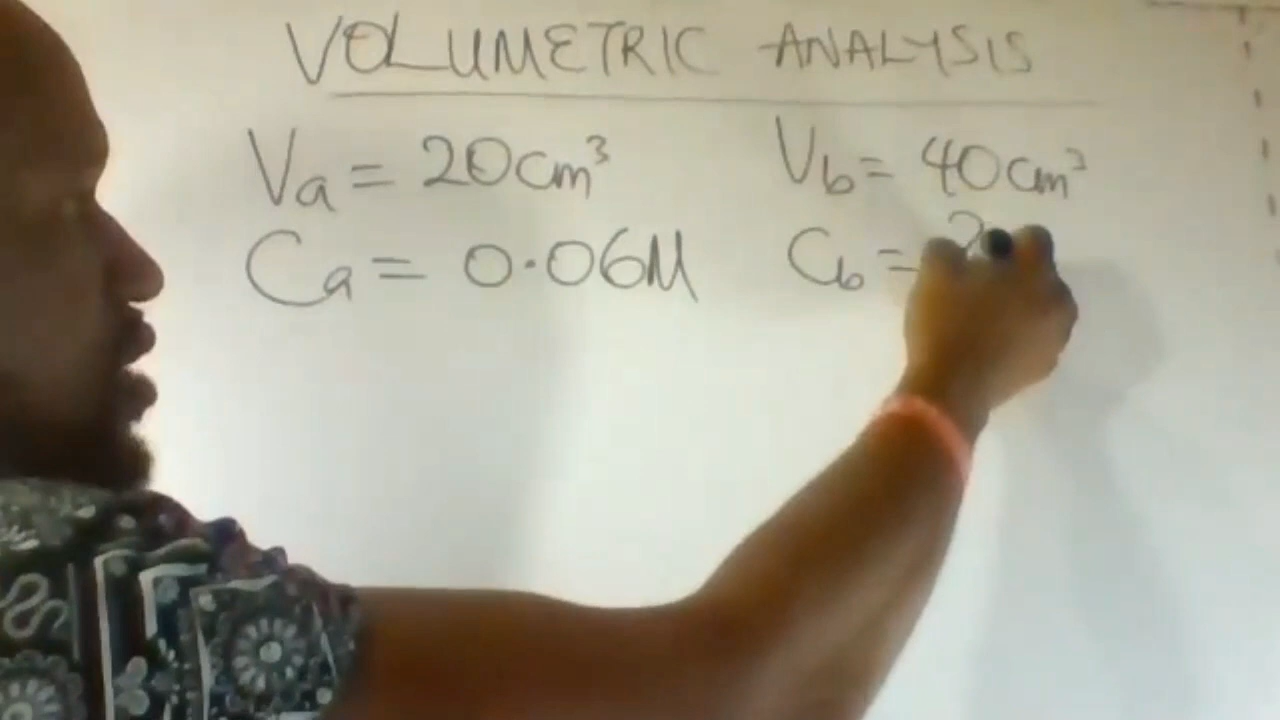 VOLUMETRIC ANALYSIS
Va = 20cm³ Vb = 40cm³
Ca = 0.06M Cb = ?